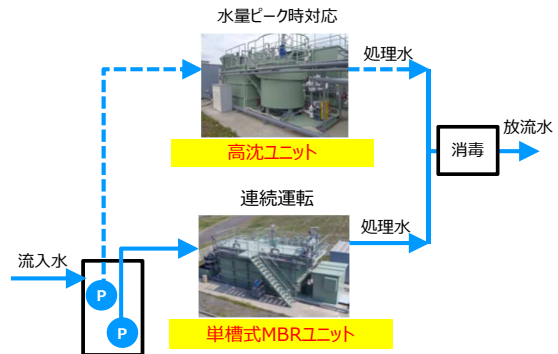 水量ピーク時対応
処理水
高沈ユニット
放流水
消毒
連続運転
処理水
流入水
P
P
単槽式MBRユニット